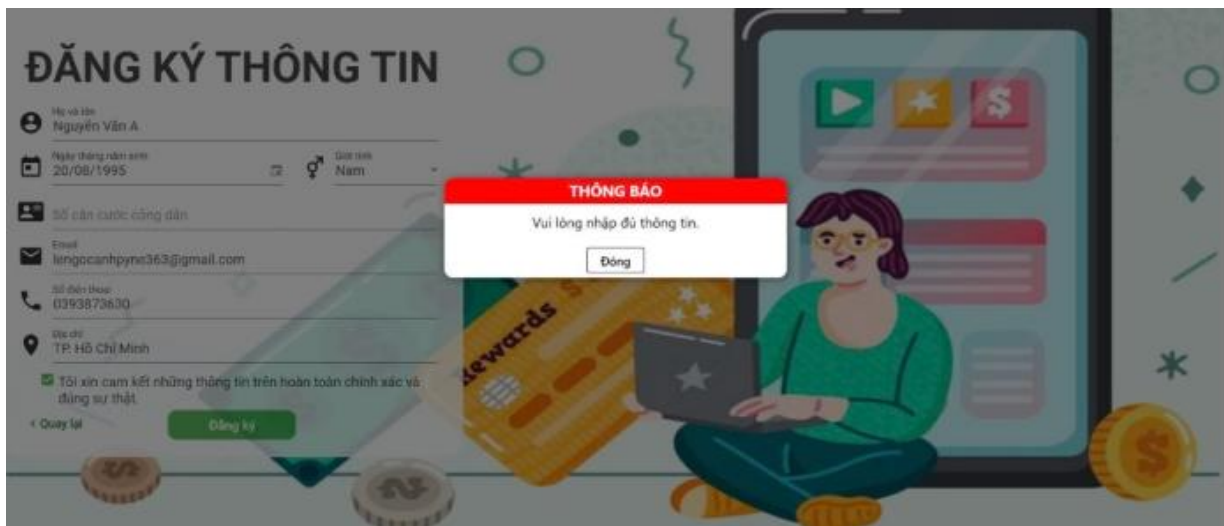 ĐĂNG KÝ THÔNG TIN
Họ và tên
Nguyễn Văn A
Ngày tháng năm sinh
20/08/1995
Giới tính
Nam
Số căn cước công dân
Email
lengocanhpyne363@gmail.com
Số điện thoại
0393873630
Địa chỉ
TP. Hồ Chí Minh
Tôi xin cam kết những thông tin trên hoàn toàn chính xác và
đúng sự thật.
< Quay lại
Đăng ký
THÔNG BÁO
Vui lòng nhập đủ thông tin.
Đóng
Rewards $